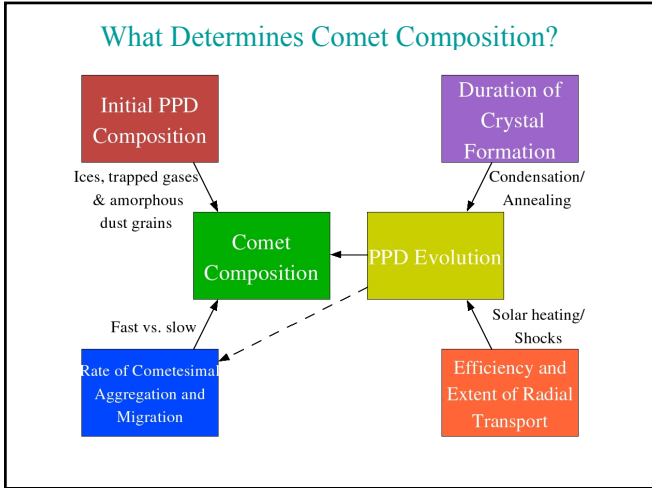 What Determines Comet Composition?
Initial PPD
Composition
Duration of
Crystal
Formation
Ices, trapped gases
& amorphous
dust grains
Condensation/
Annealing
Comet
Composition
PPD Evolution
Fast vs. slow
Solar heating/
Shocks
Rate of Cometesimal
Aggregation and
Migration
Efficiency and
Extent of Radial
Transport